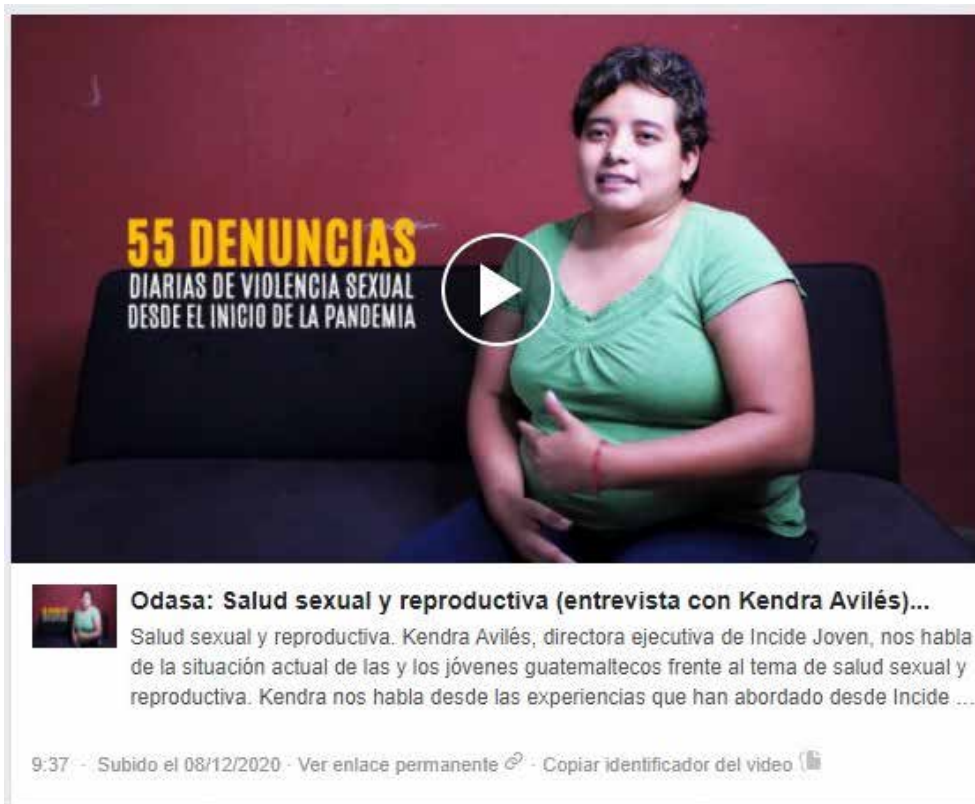 55 DENUNCIAS
DIARIAS DE VIOLENCIA SEXUAL
DESDE EL INICIO DE LA PANDEMIA
Odasa: Salud sexual y reproductiva (entrevista con Kendra Avilés)...
Salud sexual y reproductiva. Kendra Avilés, directora ejecutiva de Incide Joven, nos habla
de la situación actual de las y los jóvenes guatemaltecos frente al tema de salud sexual y
reproductiva. Kendra nos habla desde las experiencias que han abordado desde Incide ...
9:37 · Subido el 08/12/2020 · Ver enlace permanente · Copiar identificador del video